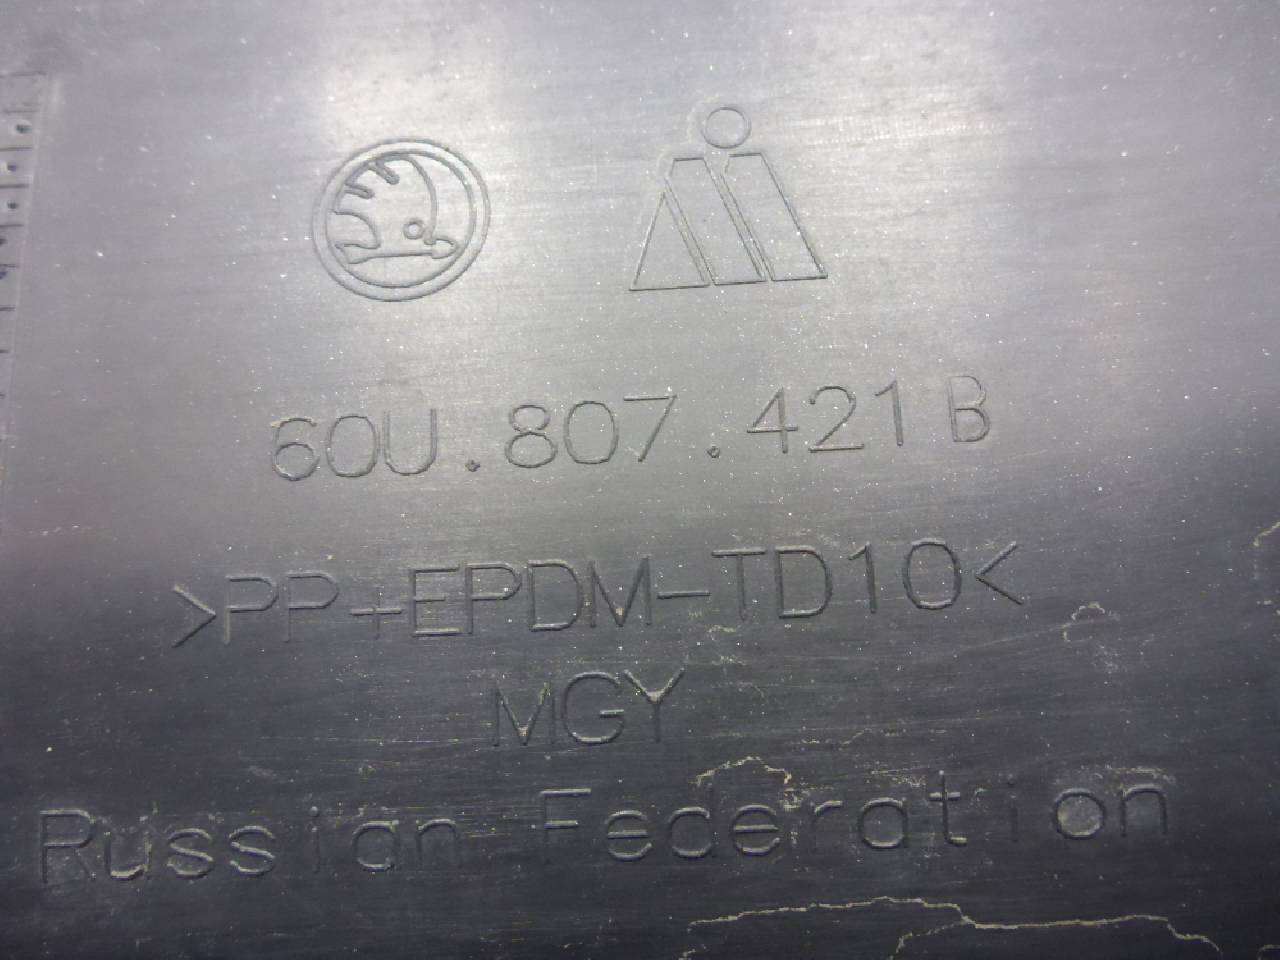 60U.807.421 B
>PP+EPDM-TD10<
MGY
Russian Federation